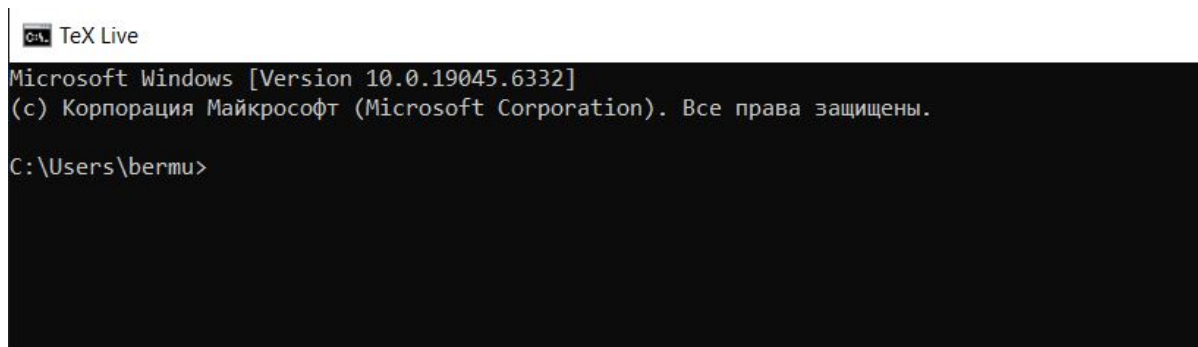 C:\. TeX Live
Microsoft Windows [Version 10.0.19045.6332]
(c) Корпорация Майкрософт (Microsoft Corporation). Все права защищены.
C:\Users\bermu>